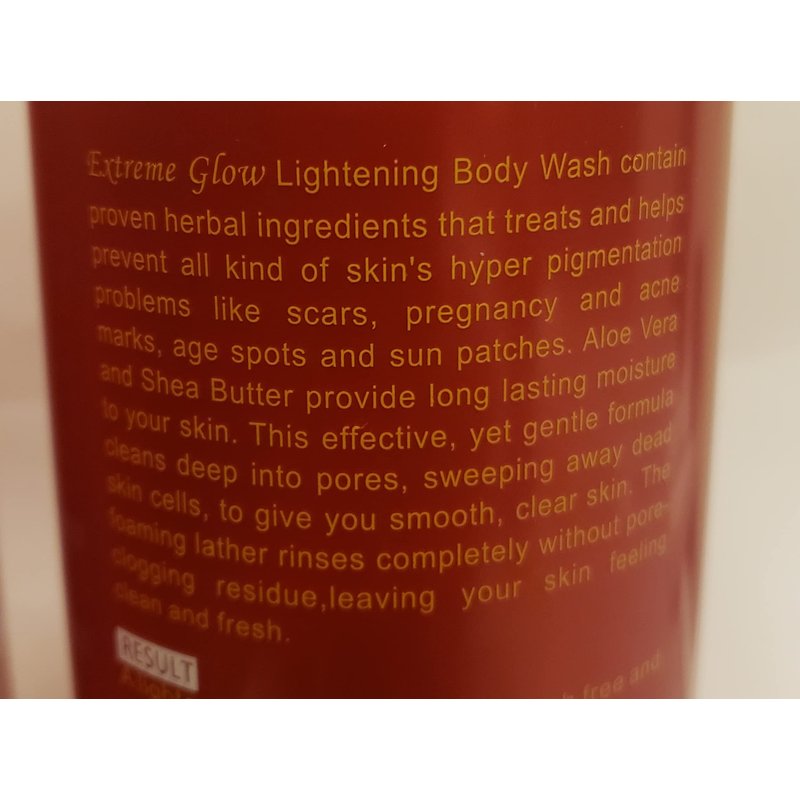 Extreme Glow Lightening Body Wash contain
proven herbal ingredients that treats and helps
prevent all kind of skin's hyper pigmentation
problems like scars, pregnancy and acne
marks, age spots and sun patches. Aloe Vera
and Shea Butter provide long lasting moisture
to your skin. This effective, yet gentle formula
cleans deep into pores, sweeping away dead
skin cells, to give you smooth, clear skin. The
foaming lather rinses completely without pore-
clogging residue,leaving your skin feeling
clean and fresh.
RESULT
free and